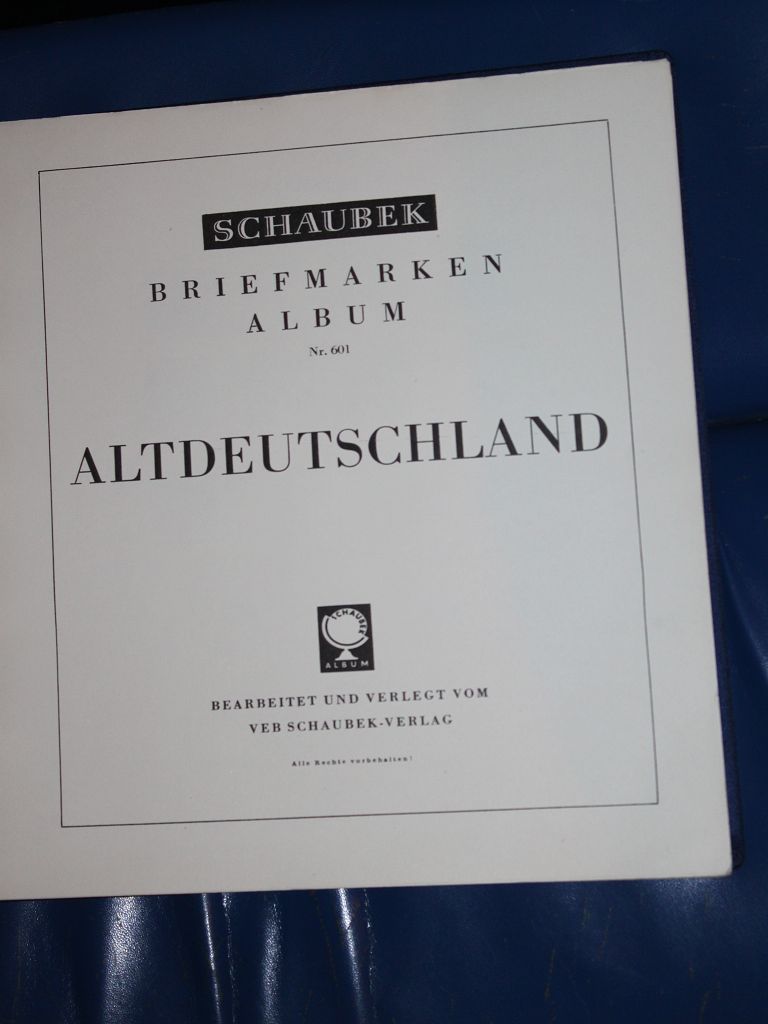 SCHAUBEK
BRIEFMARKEN
ALBUM
Nr. 601
ALTDEUTSCHLAND
SCHAUBEK
ALBUM
BEARBEITET UND VERLEGT VOM
VEB SCHAUBEK-VERLAG
Alle Rechte vorbehalten!